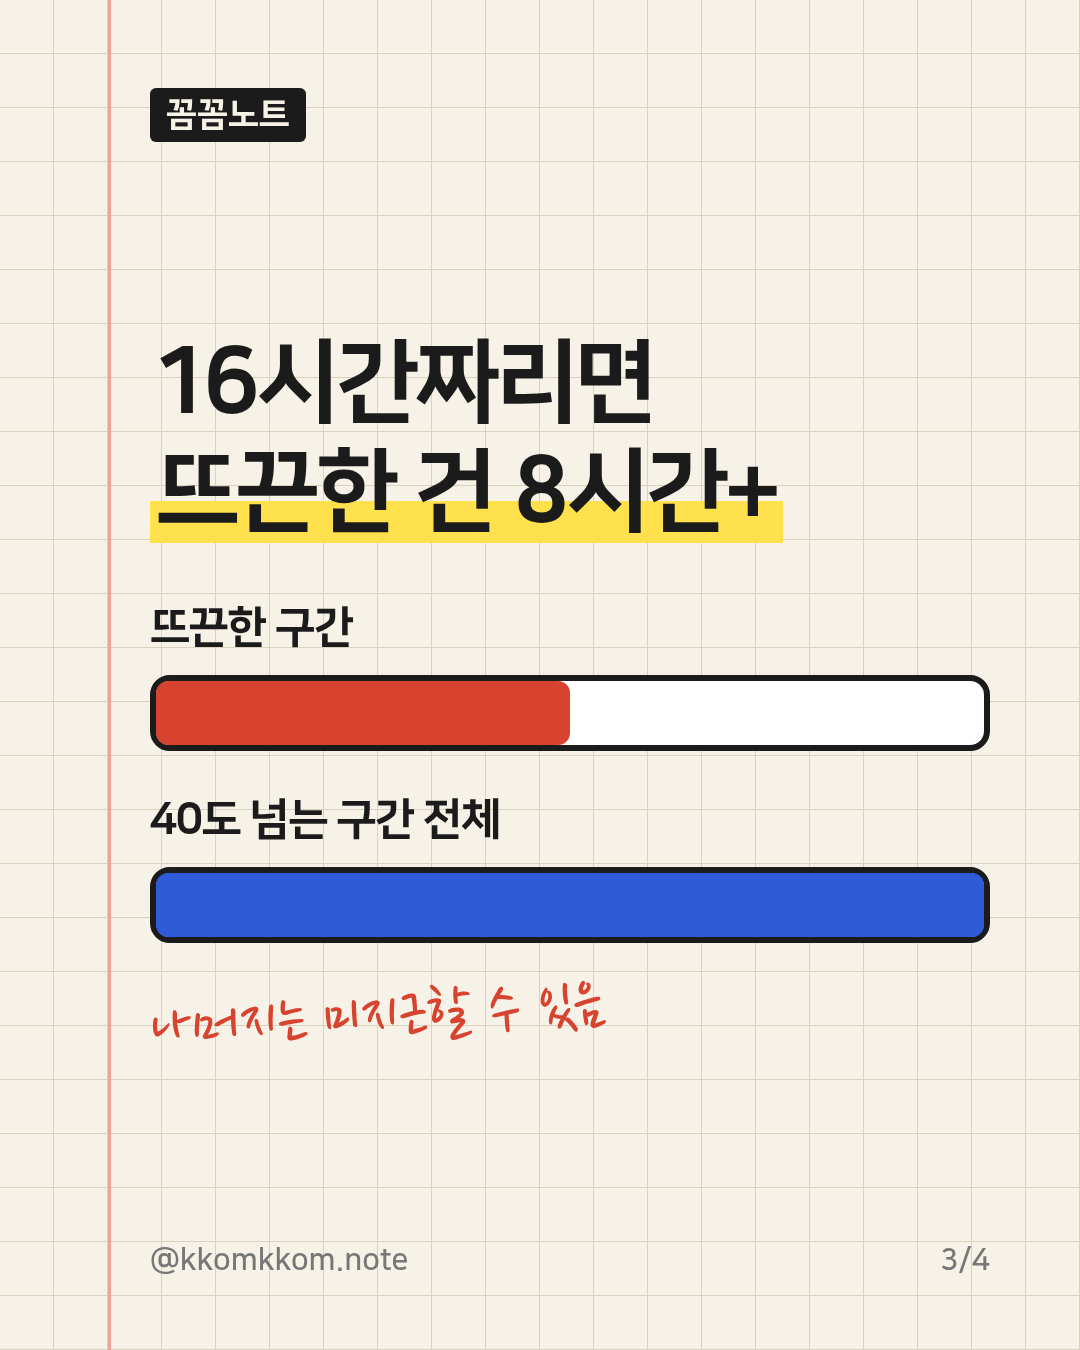 꼼꼼노트
16시간짜리면
뜨끈한 건 8시간+
뜨끈한 구간
40도 넘는 구간 전체
나머지는 미지근할 수 있음
@kkomkkom.note
3/4